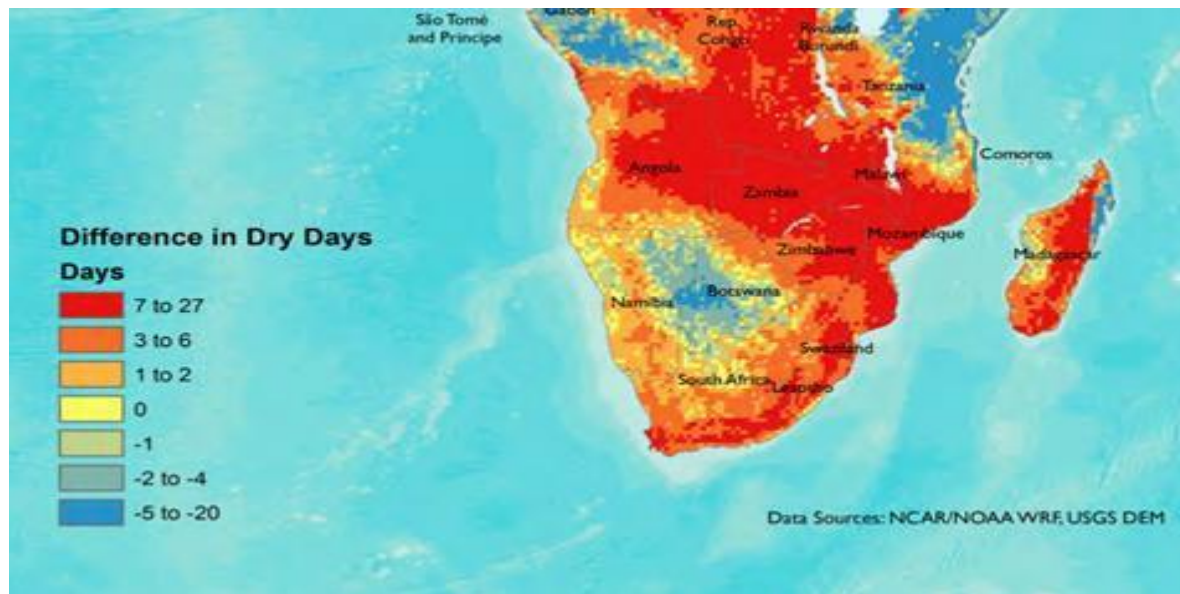 Gabon
São Tomé
and Principe
Rep
Congo
Rwanda
Burundi
Tanzania
Comoros
Angola
Malawi
Zambia
Mozambique
Zimbabwe
Madagascar
Difference in Dry Days
Days
7 to 27
3 to 6
1 to 2
0
-1
-2 to -4
-5 to -20
Botswana
Namibia
Swaziland
South Africa
Lesotho
Data Sources: NCAR/NOAA WRF, USGS DEM